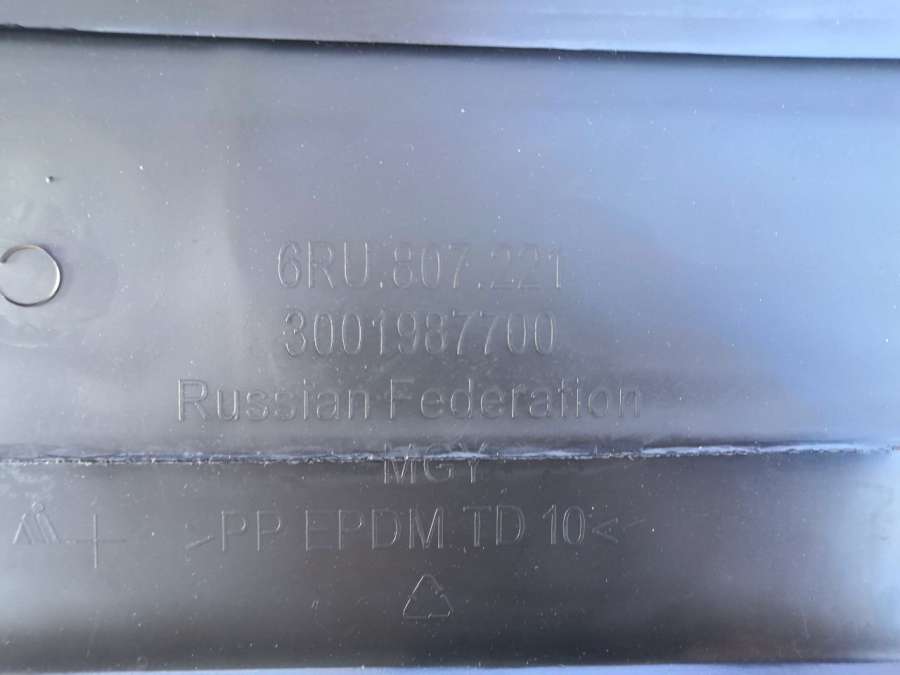 6RU.807.221
3001987700
Russian Federation
MGY
>PP EPDM TD 10<